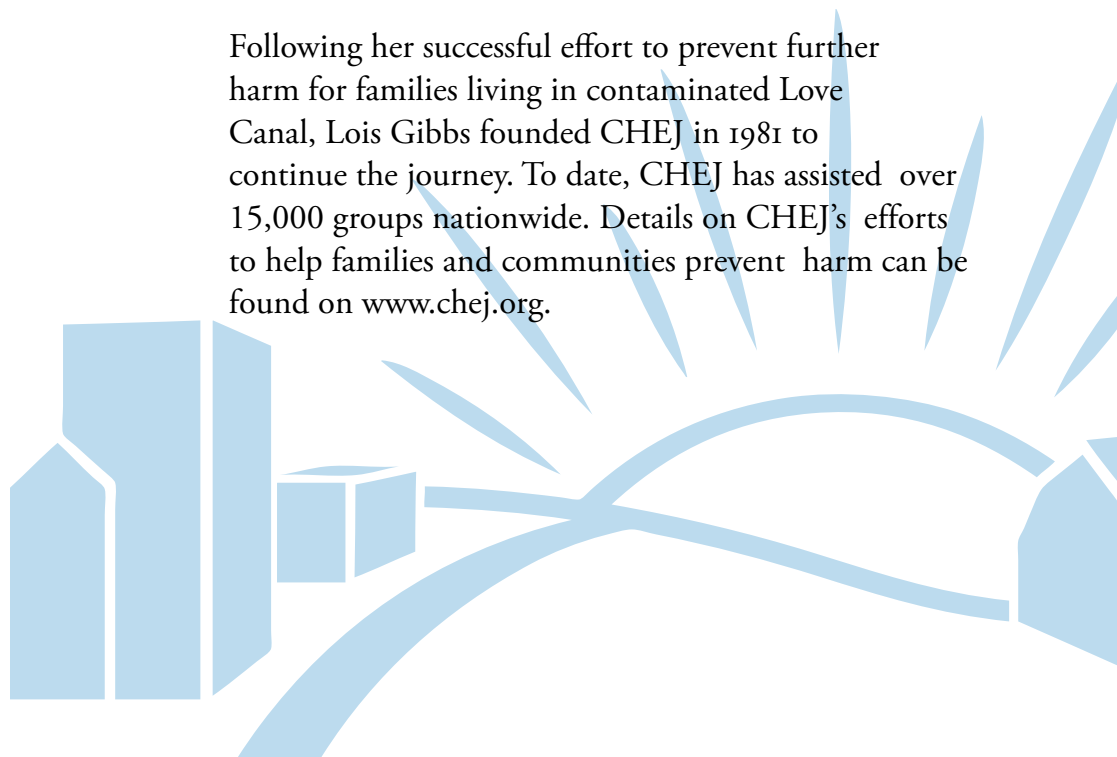 Following her successful effort to prevent further
harm for families living in contaminated Love
Canal, Lois Gibbs founded CHEJ in 1981 to
continue the journey. To date, CHEJ has assisted  over
15,000 groups nationwide. Details on CHEJ’s  efforts
to help families and communities prevent  harm can be
found on www.chej.org.